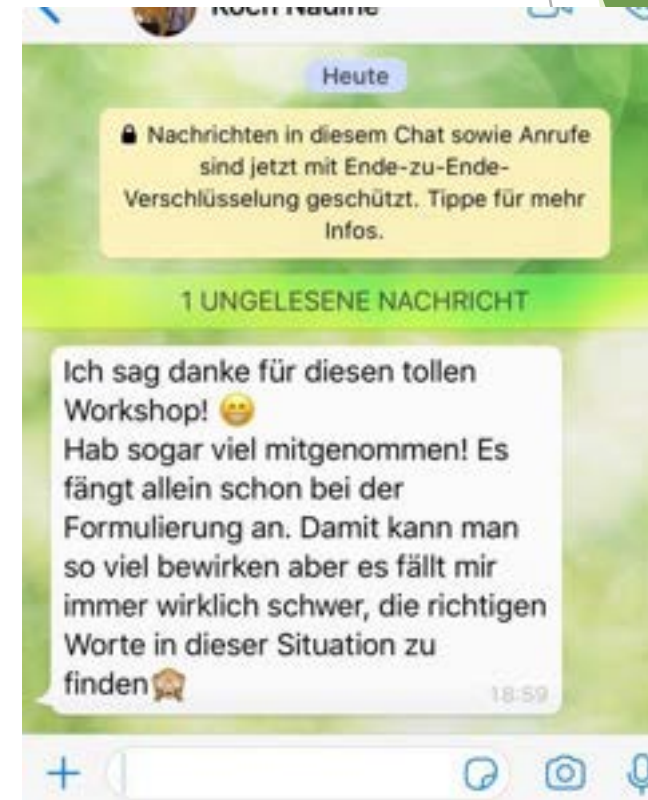 Koch Nadine
Heute
🔒 Nachrichten in diesem Chat sowie Anrufe
sind jetzt mit Ende-zu-Ende-
Verschlüsselung geschützt. Tippe für mehr
Infos.
1 UNGELESENE NACHRICHT
Ich sag danke für diesen tollen
Workshop! 😁
Hab sogar viel mitgenommen! Es
fängt allein schon bei der
Formulierung an. Damit kann man
so viel bewirken aber es fällt mir
immer wirklich schwer, die richtigen
Worte in dieser Situation zu
finden🙈
18:59